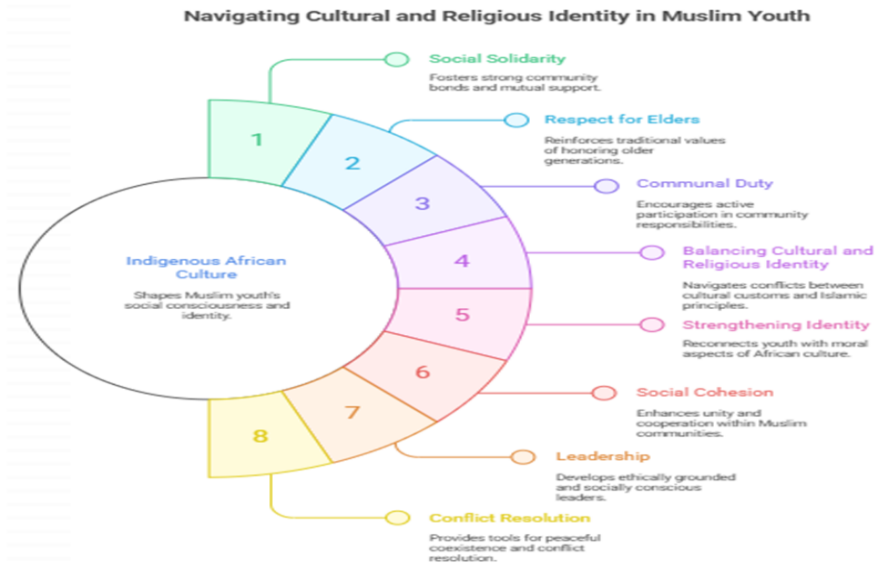 Navigating Cultural and Religious Identity in Muslim Youth
Social Solidarity
Fosters strong community
bonds and mutual support.
1
Respect for Elders
Reinforces traditional values
of honoring older
generations.
2
Communal Duty
Encourages active
participation in community
responsibilities.
3
Balancing Cultural and
Religious Identity
Navigates conflicts between
cultural customs and Islamic
principles.
4
Indigenous African
Culture
Shapes Muslim youth's
social consciousness and
identity.
Strengthening Identity
Reconnects youth with moral
aspects of African culture.
5
Social Cohesion
Enhances unity and
cooperation within Muslim
communities.
6
Leadership
Develops ethically grounded
and socially conscious
leaders.
7
Conflict Resolution
Provides tools for peaceful
coexistence and conflict
resolution.
8